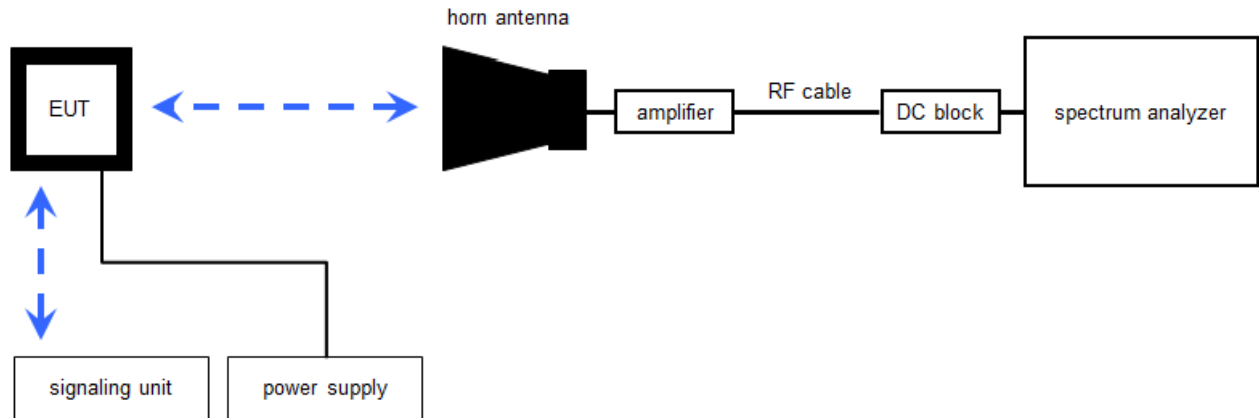 horn antenna
EUT
amplifier
RF cable
DC block
spectrum analyzer
signaling unit
power supply